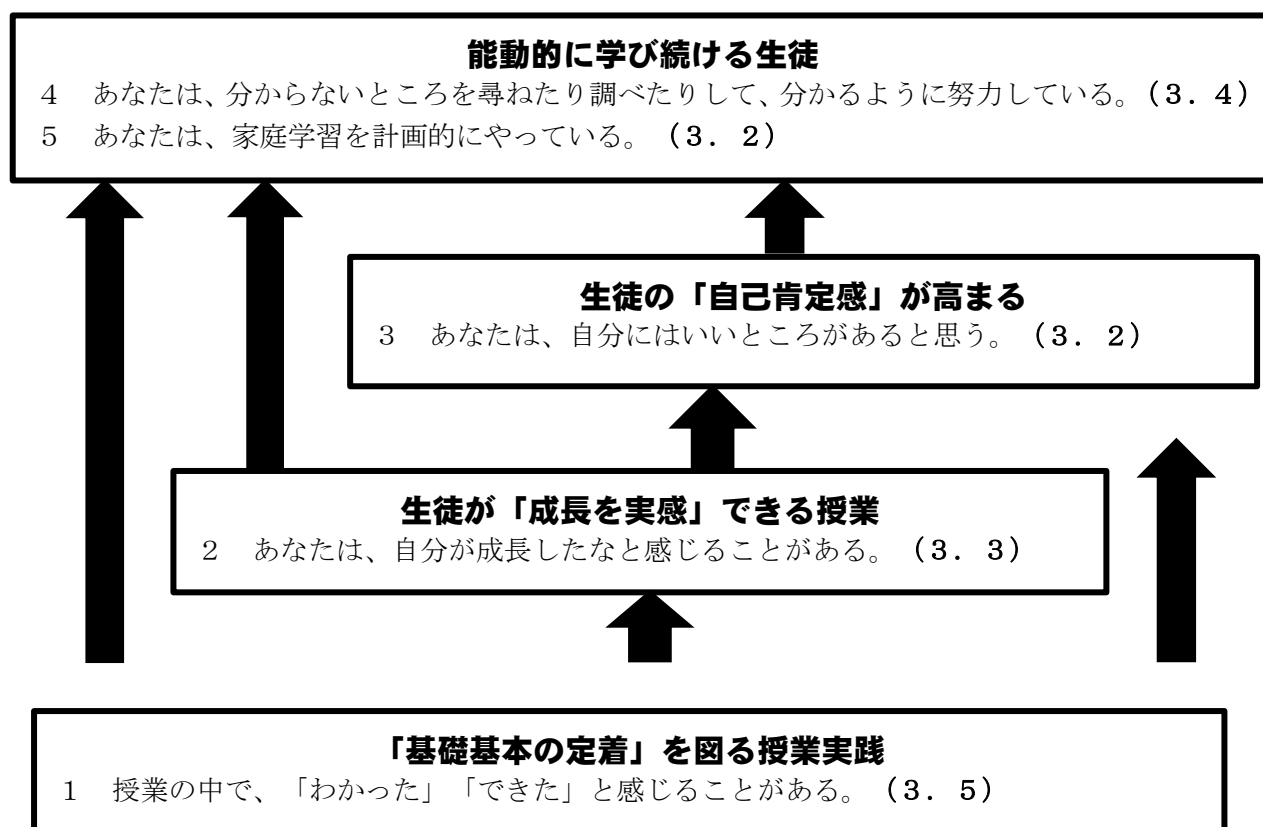 能動的に学び続ける生徒
４　あなたは、分からないところを尋ねたり調べたりして、分かるように努力している。（３．４）
５　あなたは、家庭学習を計画的にやっている。（３．２）
生徒の「自己肯定感」が高まる
３　あなたは、自分にはいいところがあると思う。（３．２）
生徒が「成長を実感」できる授業
２　あなたは、自分が成長したなと感じることがある。（３．３）
「基礎基本の定着」を図る授業実践
１　授業の中で、「わかった」「できた」と感じることがある。（３．５）